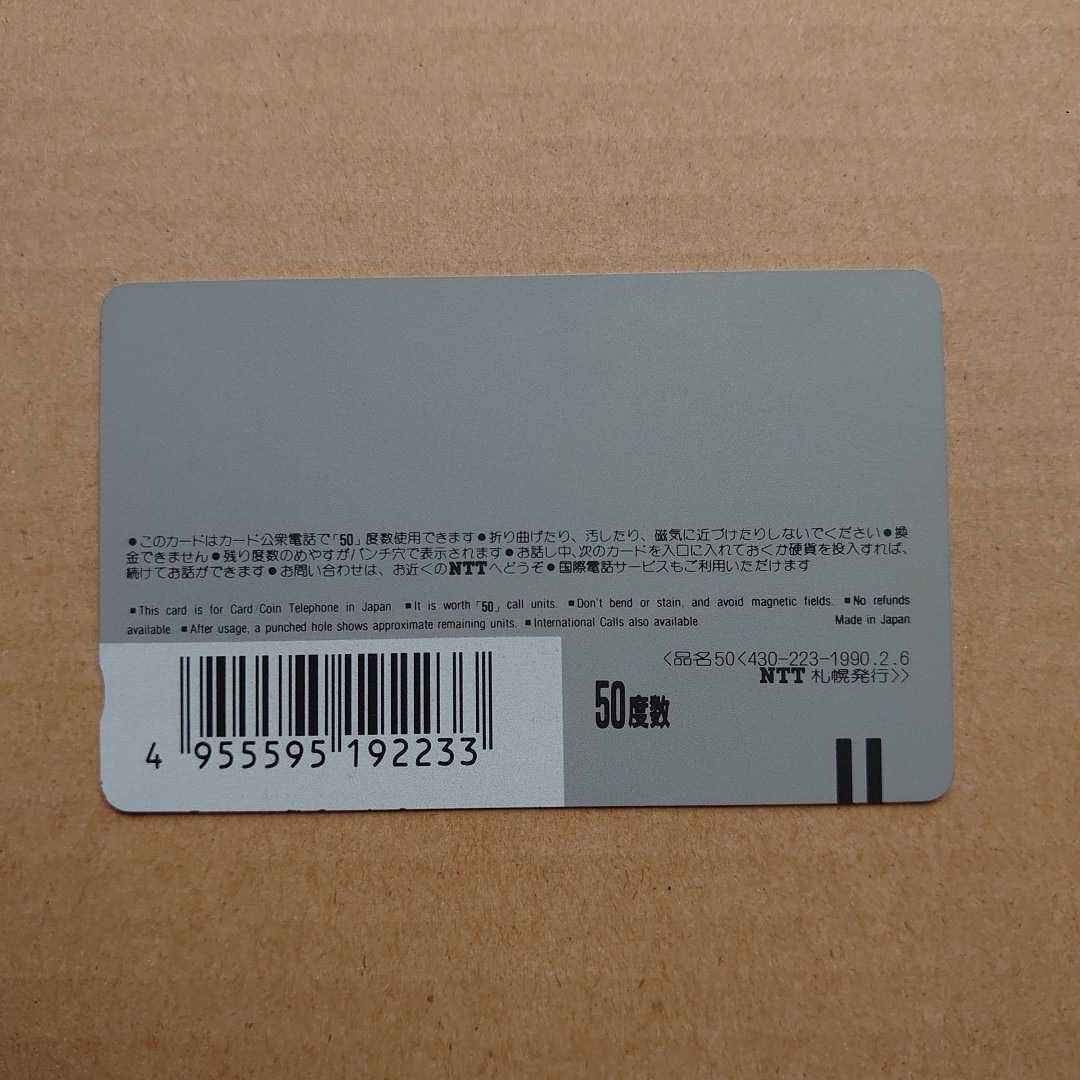 ●このカードはカード公衆電話で「50」度数使用できます●折り曲げたり、汚したり、磁気に近づけたりしないでください●換
金できません●残り度数のめやすがパンチ穴で表示されます●お話し中、次のカードを入口に入れておくか硬貨を投入すれば、
続けてお話ができます●お問い合わせは、お近くのNTTへどうぞ●国際電話サービスもご利用いただけます
■This card is for Card/Coin Telephone in Japan. ■It is worth「50」call units. ■Don't bend or stain, and avoid magnetic fields. ■No refunds
available. ■After usage, a punched hole shows approximate remaining units. ■International Calls also available. Made in Japan
〈品名50〈430-223-1990.2.6
NTT 札幌発行〉〉
50度数
4 955595 192233